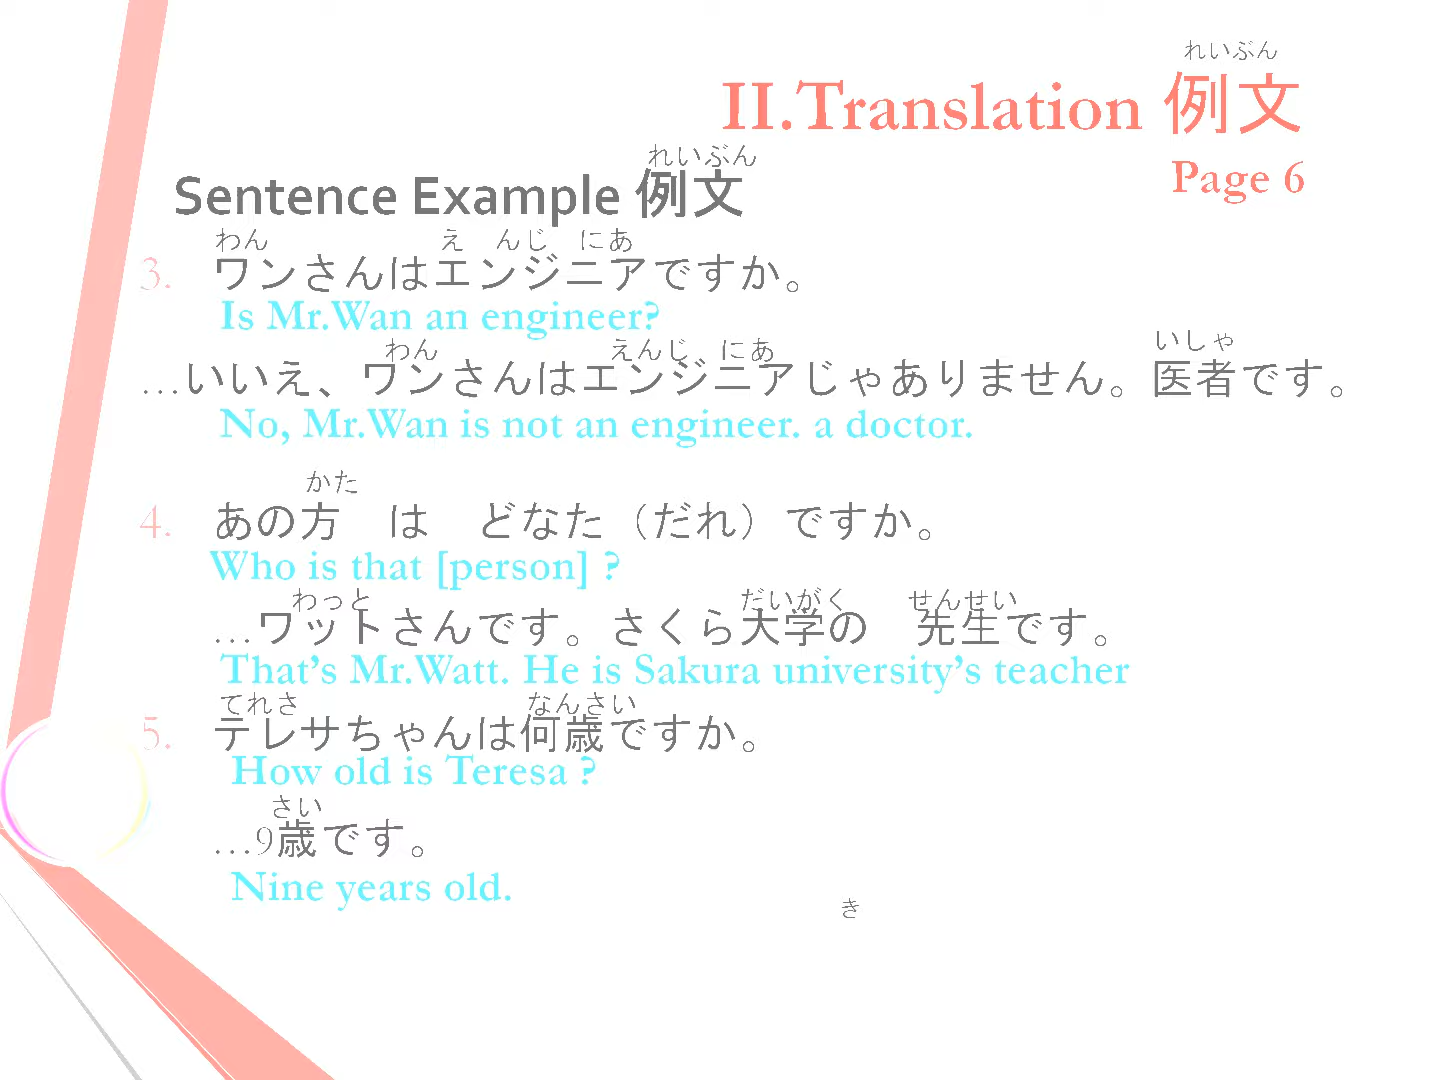 れいぶん
II.Translation 例文
Page 6
れいぶん
Sentence Example 例文
わん え んじ にあ
3. ワンさんはエンジニアですか。
Is Mr.Wan an engineer?
わん えんじ にあ いしゃ
…いいえ、ワンさんはエンジニアじゃありません。医者です。
No, Mr.Wan is not an engineer. a doctor.
かた
4. あの方 は どなた（だれ）ですか。
Who is that [person] ?
わっと だいがく せんせい
…ワットさんです。さくら大学の 先生です。
That's Mr.Watt. He is Sakura university's teacher
てれさ なんさい
5. テレサちゃんは何歳ですか。
How old is Teresa ?
さい
…9歳です。
Nine years old.
き